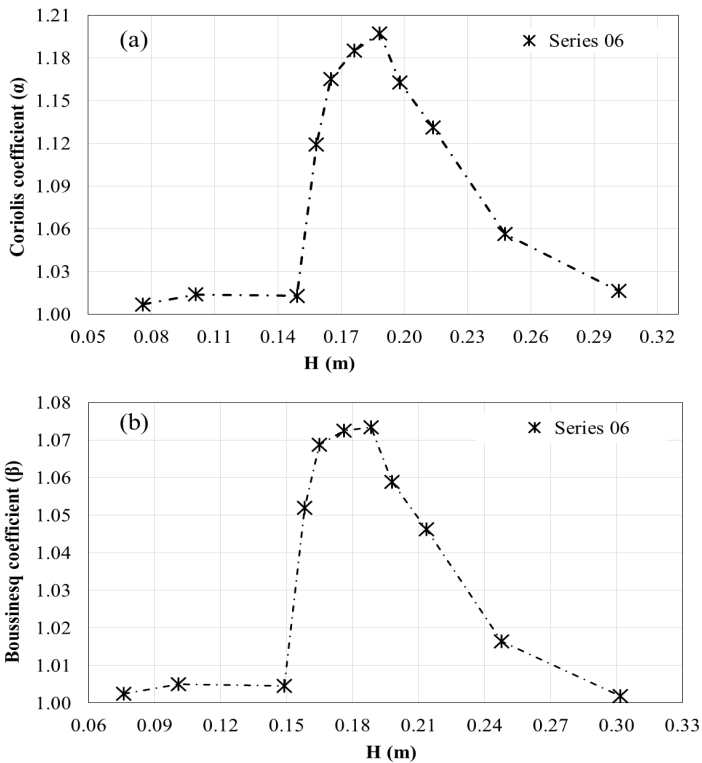 1.21
(a)
Series 06
1.18
1.15
1.12
1.09
1.06
1.03
1.00
Coriolis coefficient (α)
0.05 0.08 0.11 0.14 0.17 0.20 0.23 0.26 0.29 0.32
H (m)
1.08
(b)
Series 06
1.07
1.06
1.05
1.04
1.03
1.02
1.01
1.00
Boussinesq coefficient (β)
0.06 0.09 0.12 0.15 0.18 0.21 0.24 0.27 0.30 0.33
H (m)